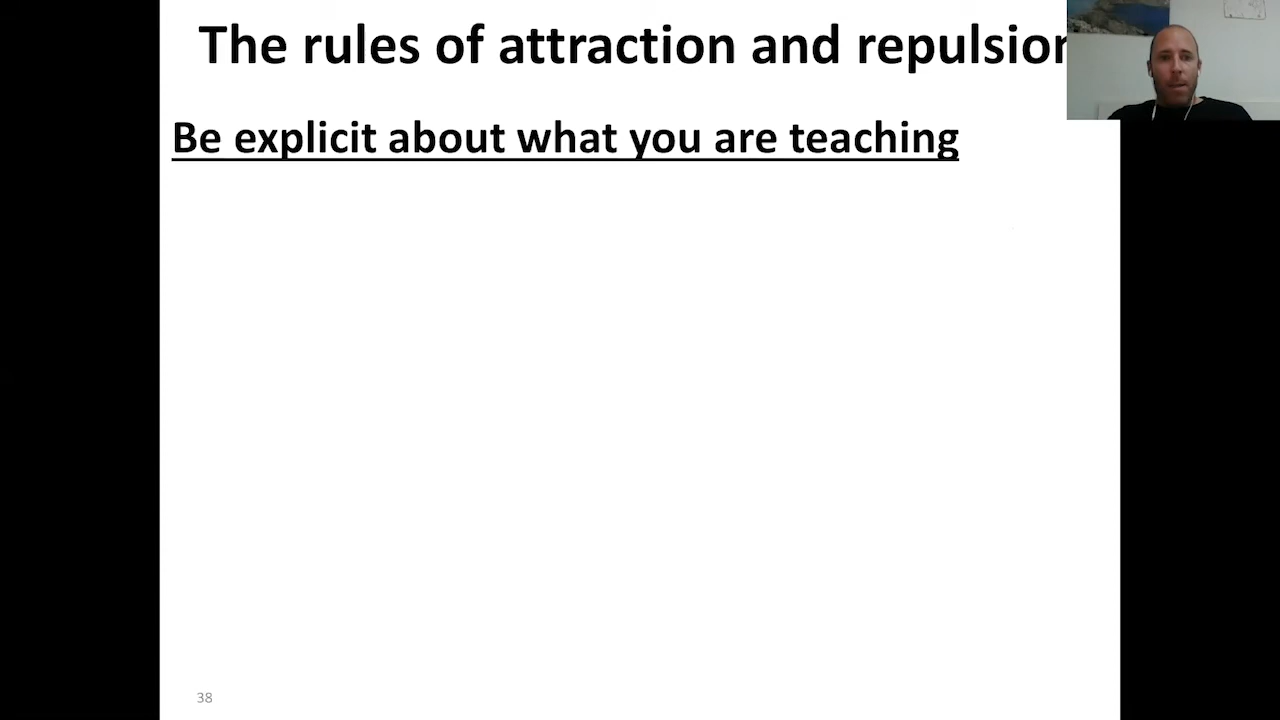 The rules of attraction and repulsion
Be explicit about what you are teaching
38